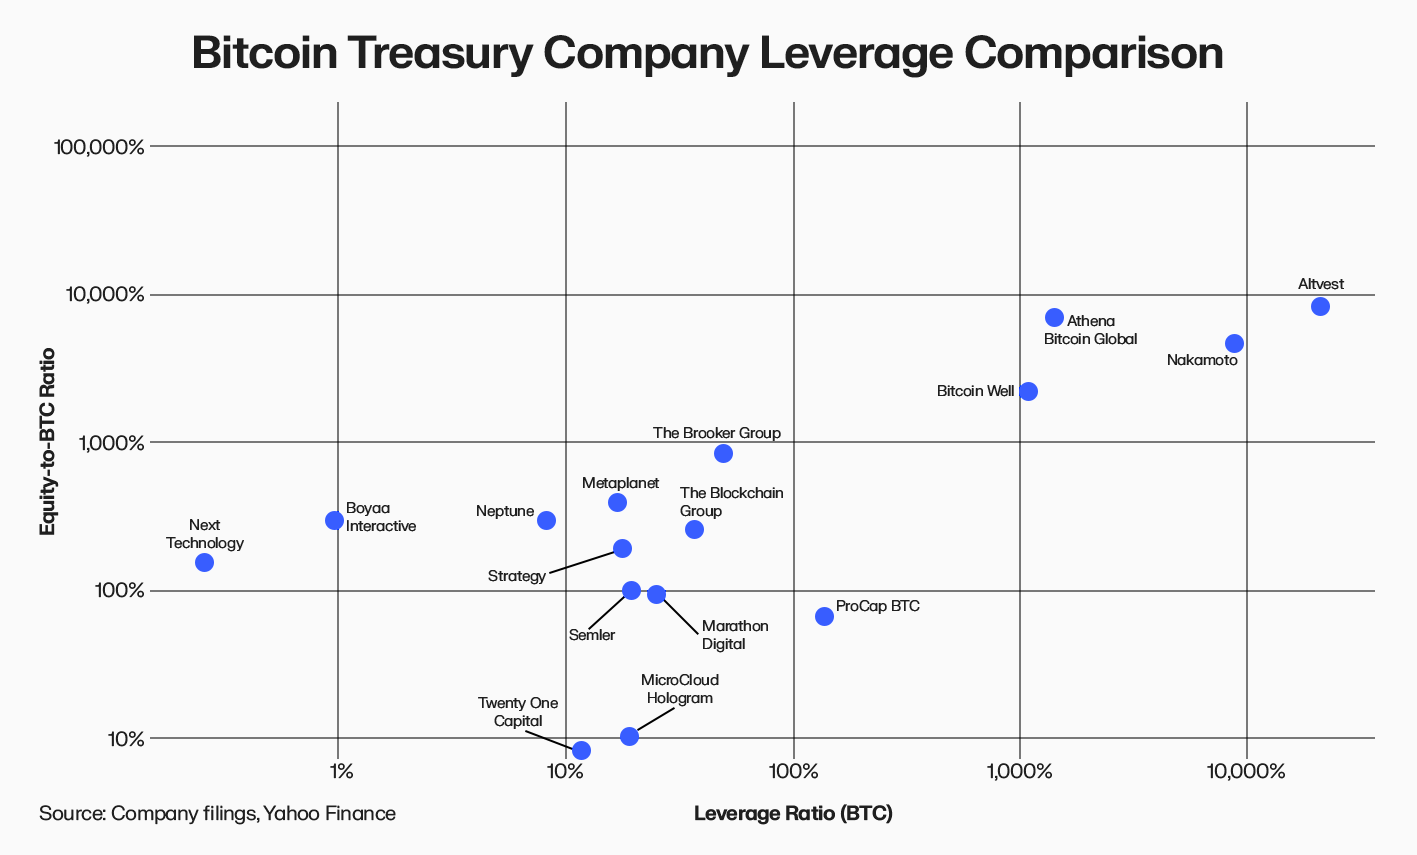 Bitcoin Treasury Company Leverage Comparison
100,000%
10,000%
1,000%
100%
10%
Equity-to-BTC Ratio
Altvest
Athena
Bitcoin Global
Nakamoto
Bitcoin Well
The Brooker Group
Metaplanet
The Blockchain
Group
Neptune
Boyaa
Interactive
Next
Technology
Strategy
Semler
Marathon
Digital
ProCap BTC
MicroCloud
Hologram
Twenty One
Capital
1%
10%
100%
1,000%
10,000%
Source: Company filings, Yahoo Finance
Leverage Ratio (BTC)